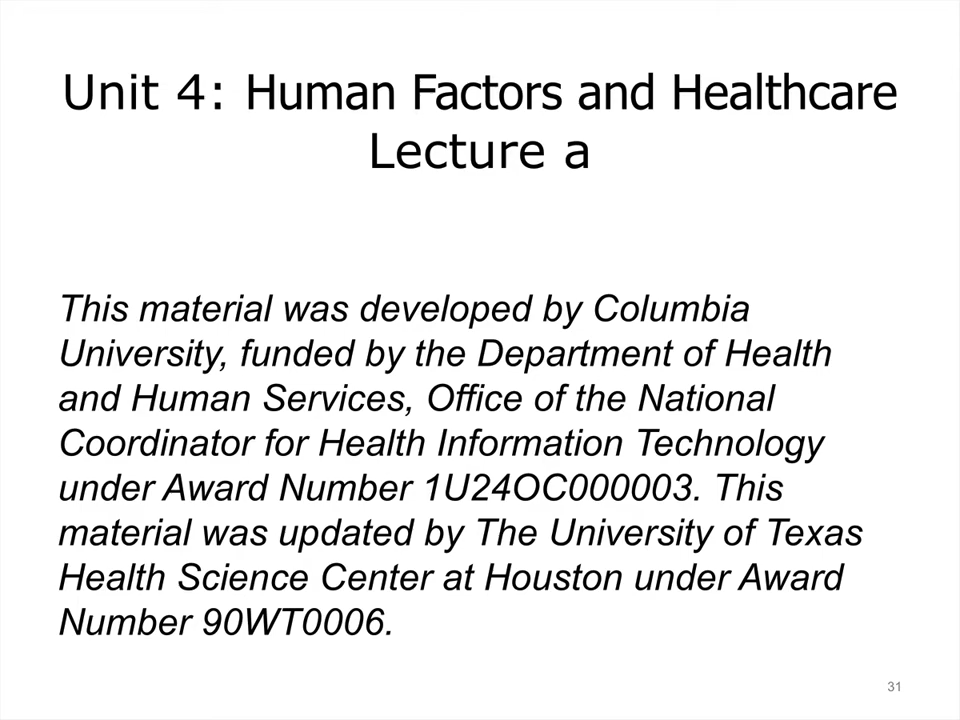 Unit 4: Human Factors and Healthcare
Lecture a
This material was developed by Columbia
University, funded by the Department of Health
and Human Services, Office of the National
Coordinator for Health Information Technology
under Award Number 1U24OC000003. This
material was updated by The University of Texas
Health Science Center at Houston under Award
Number 90WT0006.
31